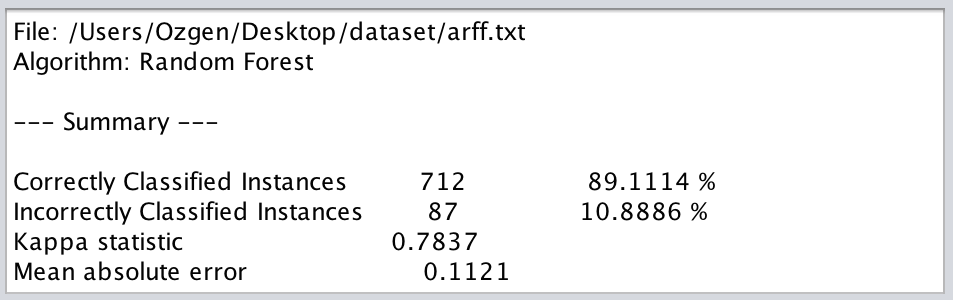 File: /Users/Ozgen/Desktop/dataset/arff.txt
Algorithm: Random Forest
--- Summary ---
Correctly Classified Instances 712 89.1114 %
Incorrectly Classified Instances 87 10.8886 %
Kappa statistic 0.7837
Mean absolute error 0.1121